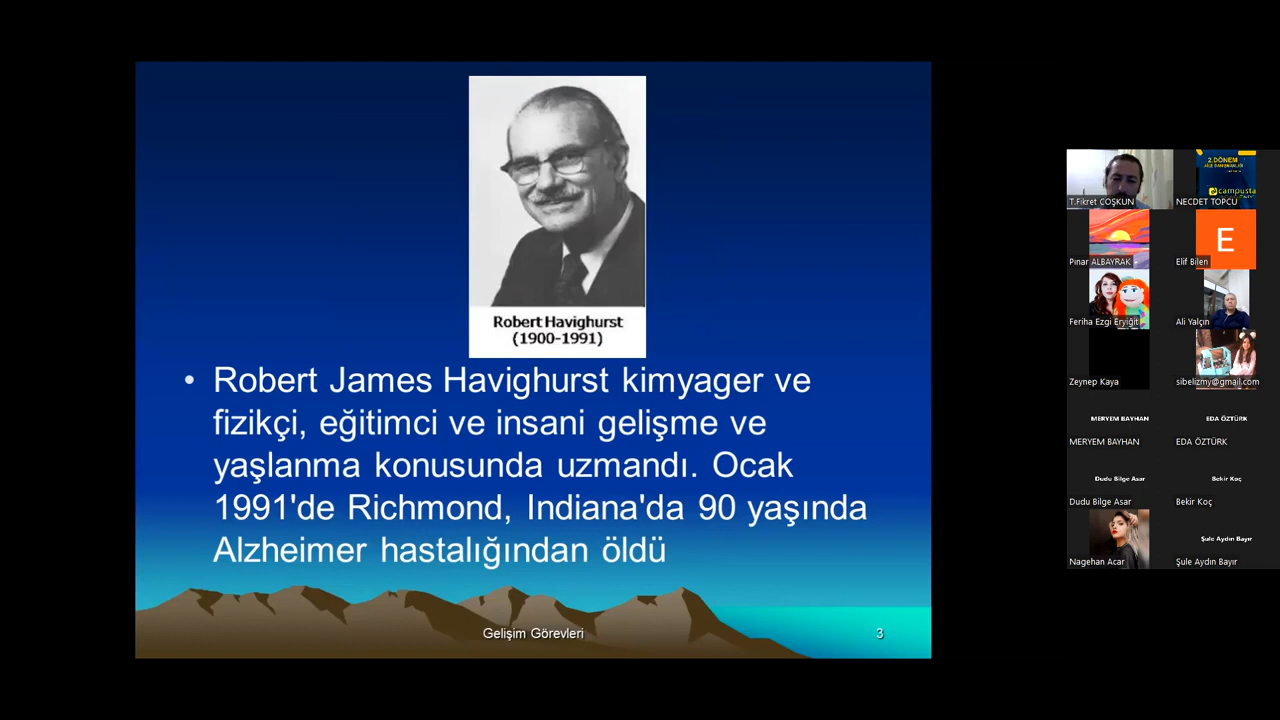 Robert Havighurst
(1900-1991)
• Robert James Havighurst kimyager ve
fizikçi, eğitimci ve insani gelişme ve
yaşlanma konusunda uzmandı. Ocak
1991'de Richmond, Indiana'da 90 yaşında
Alzheimer hastalığından öldü
Gelişim Görevleri
3
T.Fikret COŞKUN
2.DÖNEM
AİLE DANIŞMANLIĞI
campusta
NECDET TOPCU
Pınar ALBAYRAK
E
Elif Bilen
Feriha Ezgi Eryiğit
Ali Yalçın
Zeynep Kaya
sibelizmy@gmail.com
MERYEM BAYHAN
MERYEM BAYHAN
EDA ÖZTÜRK
EDA ÖZTÜRK
Dudu Bilge Asar
Dudu Bilge Asar
Bekir Koç
Bekir Koç
Nagehan Acar
Şule Aydın Bayır
Şule Aydın Bayır